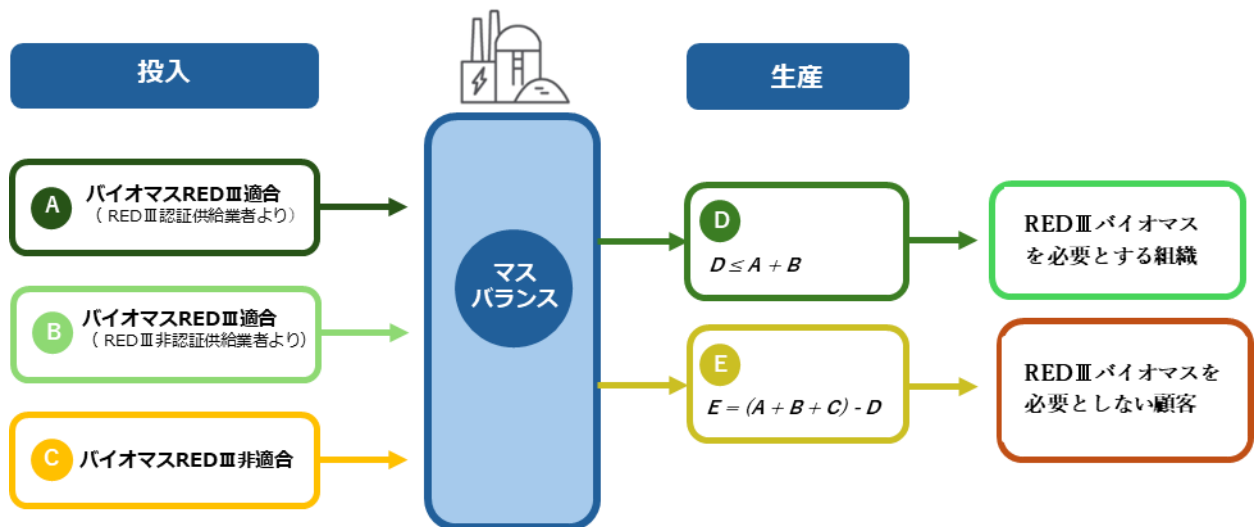 投入
生産
A
バイオマスREDⅢ適合
（ REDⅢ認証供給業者より）
B
バイオマスREDⅢ適合
（ REDⅢ非認証供給業者より）
C
バイオマスREDⅢ非適合
マス
バランス
D
D ≤ A + B
REDⅢバイオマス
を必要とする組織
E
E = (A + B + C) - D
REDⅢバイオマスを
必要としない顧客